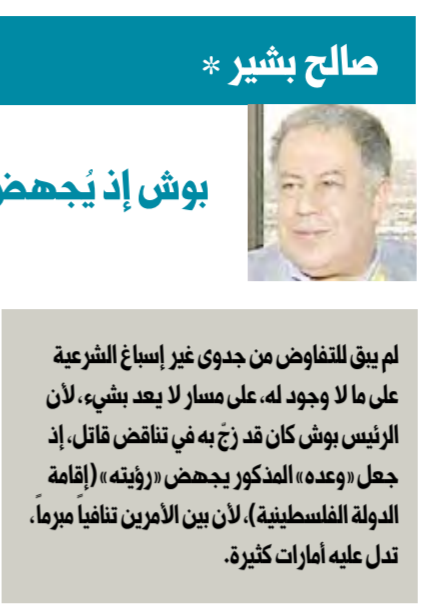 صالح بشير *
بوش إذ يُجهض
لم يبق للتفاوض من جدوى غير إسباغ الشرعية
على ما لا وجود له، على مسار لا يعد بشيء، لأن
الرئيس بوش كان قد زجّ به في تناقض قاتل، إذ
جعل «وعده» المذكور يجهض «رؤيته» (إقامة
الدولة الفلسطينية)، لأن بين الأمرين تنافياً مبرماً،
تدل عليه أمارات كثيرة.